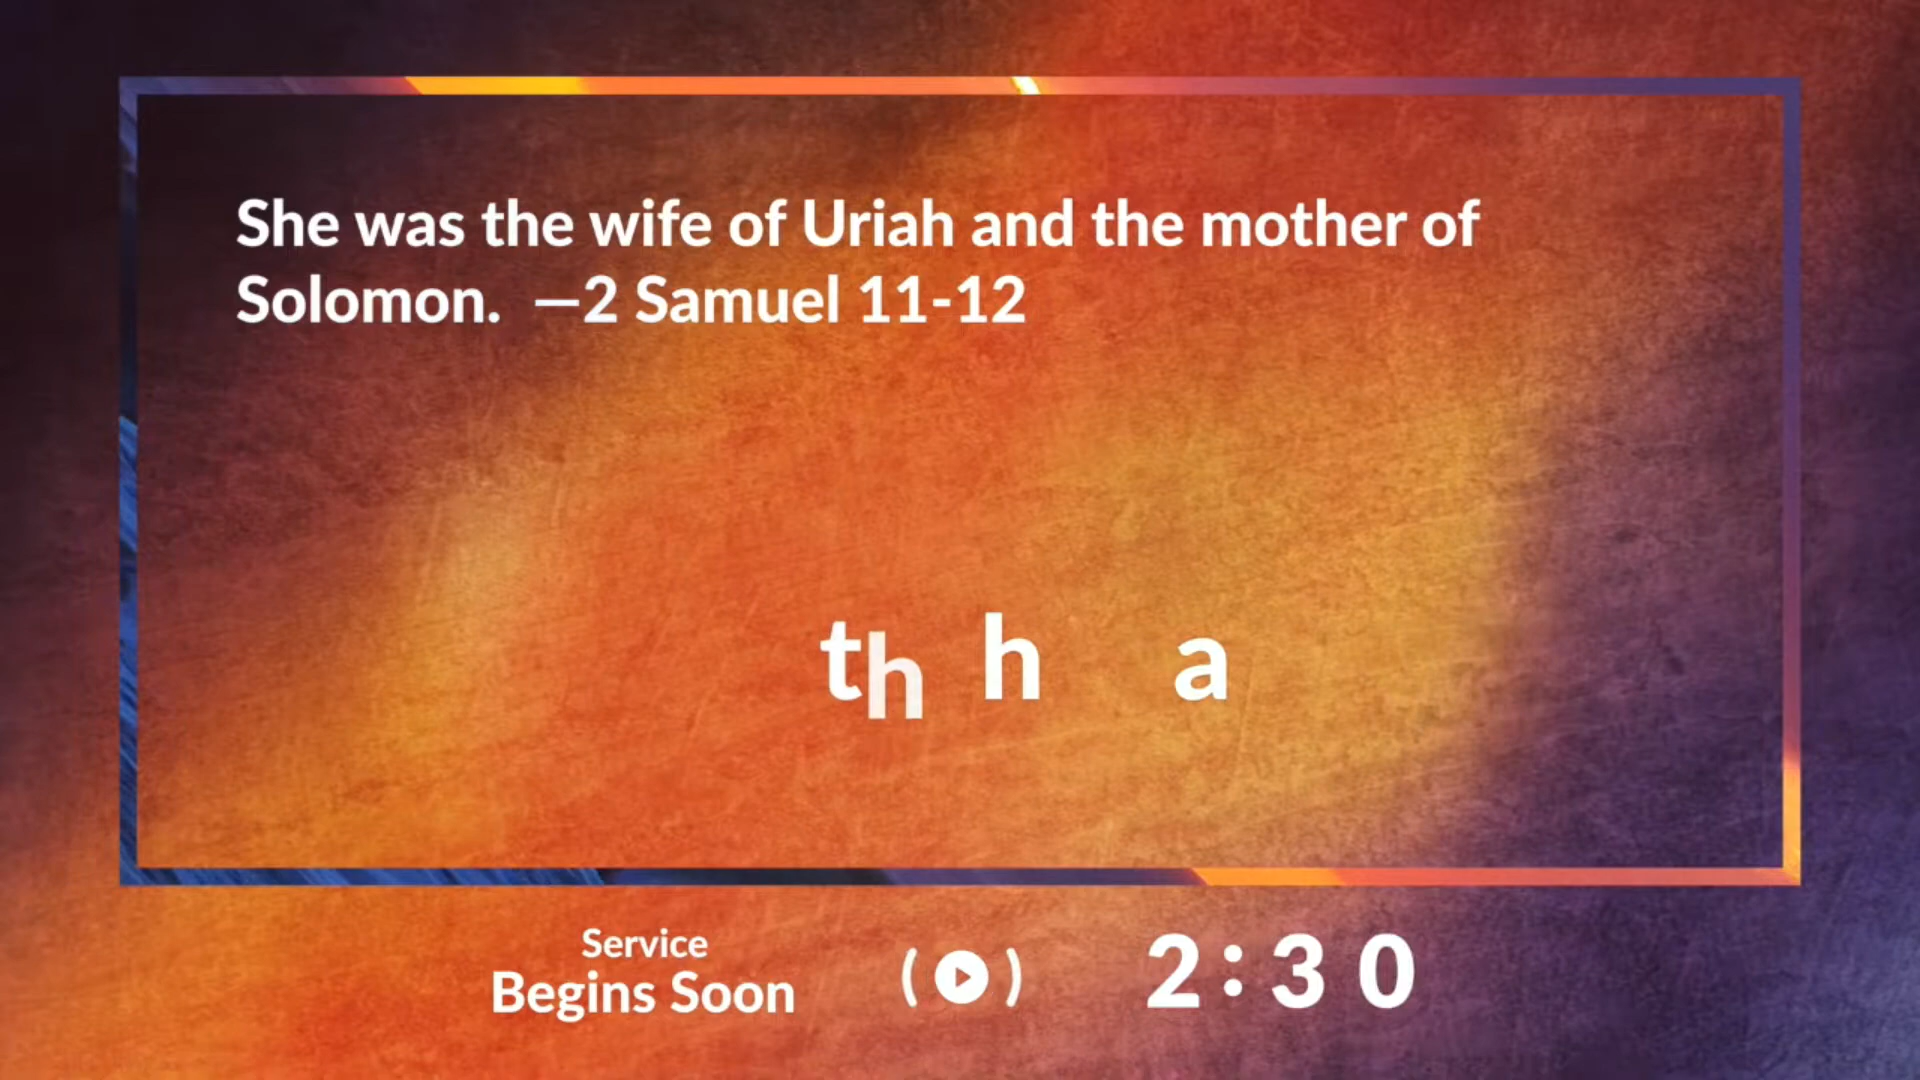 She was the wife of Uriah and the mother of
Solomon. —2 Samuel 11-12
th h a
Service
Begins Soon
2:30